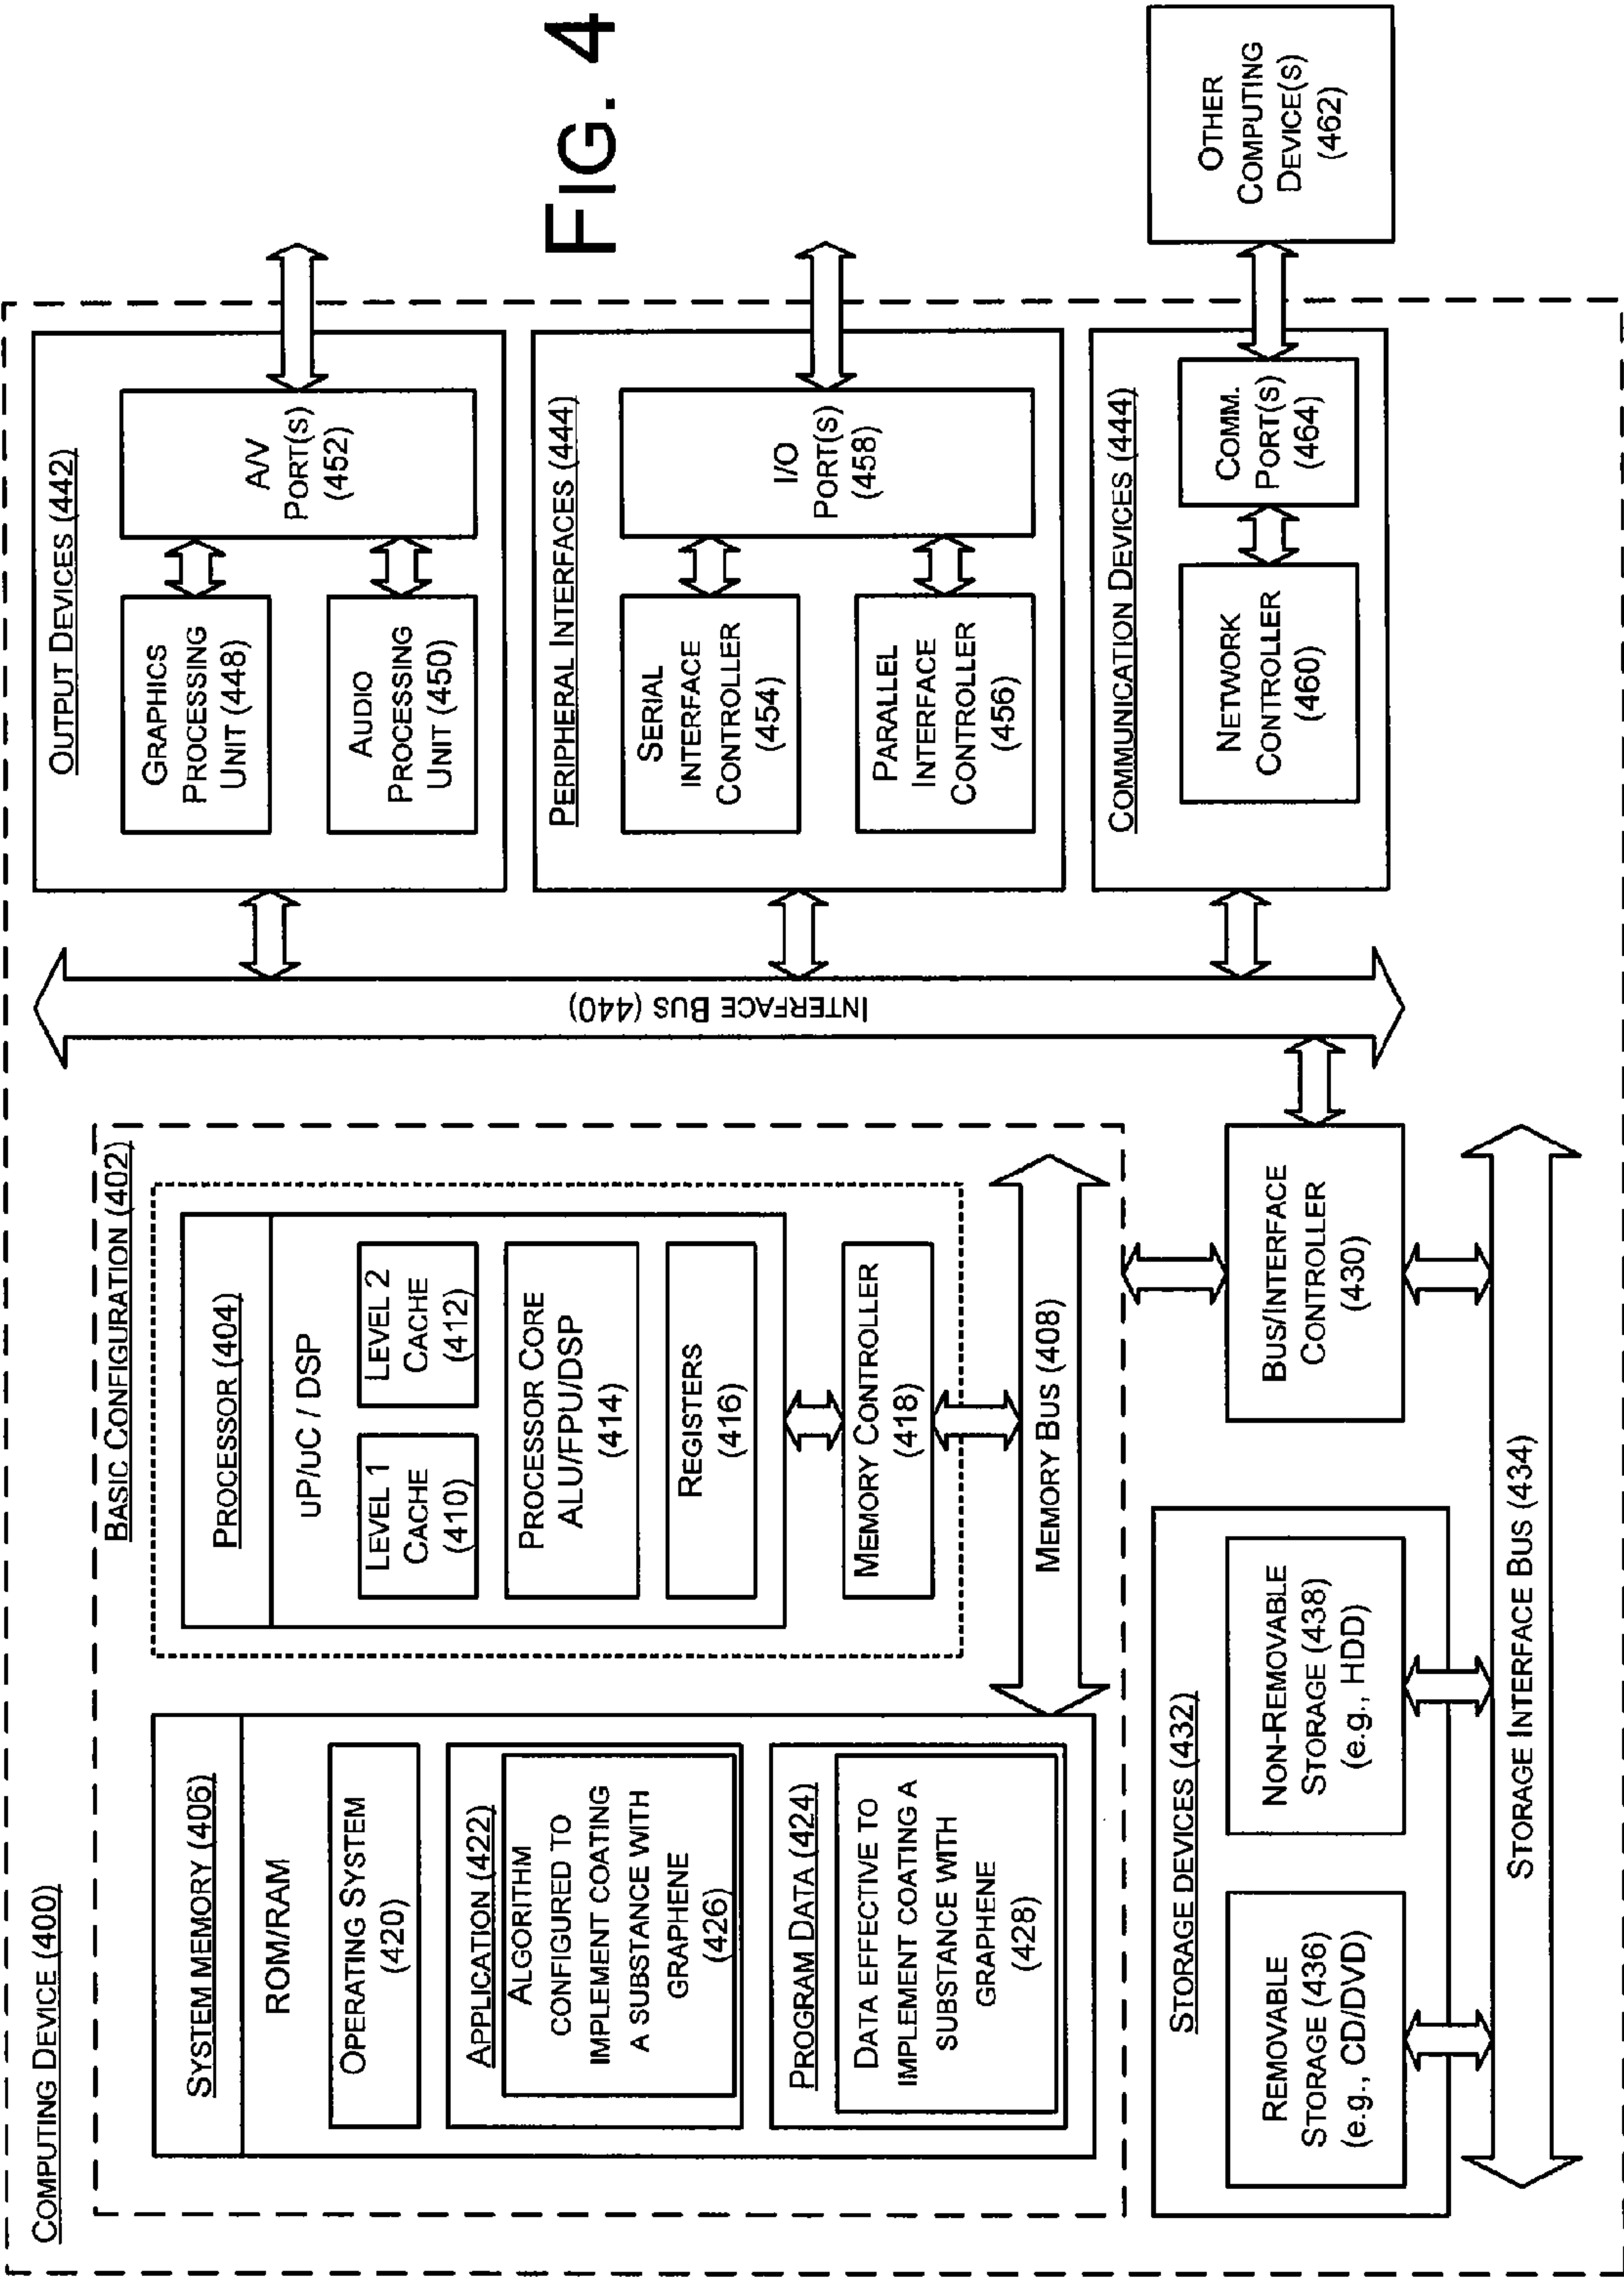 COMPUTING DEVICE (400)
BASIC CONFIGURATION (402)
SYSTEM MEMORY (406)
ROM/RAM
OPERATING SYSTEM
(420)
APPLICATION (422)
ALGORITHM
CONFIGURED TO
IMPLEMENT COATING
A SUBSTANCE WITH
GRAPHENE
(426)
PROGRAM DATA (424)
DATA EFFECTIVE TO
IMPLEMENT COATING A
SUBSTANCE WITH
GRAPHENE
(428)
PROCESSOR (404)
uP/uC / DSP
LEVEL 1
CACHE
(410)
LEVEL 2
CACHE
(412)
PROCESSOR CORE
ALU/FPU/DSP
(414)
REGISTERS
(416)
MEMORY CONTROLLER
(418)
MEMORY BUS (408)
BUS/INTERFACE
CONTROLLER
(430)
STORAGE DEVICES (432)
REMOVABLE
STORAGE (436)
(e.g., CD/DVD)
NON-REMOVABLE
STORAGE (438)
(e.g., HDD)
STORAGE INTERFACE BUS (434)
INTERFACE BUS (440)
OUTPUT DEVICES (442)
GRAPHICS
PROCESSING
UNIT (448)
AUDIO
PROCESSING
UNIT (450)
A/V
PORT(S)
(452)
PERIPHERAL INTERFACES (444)
SERIAL
INTERFACE
CONTROLLER
(454)
PARALLEL
INTERFACE
CONTROLLER
(456)
I/O
PORT(S)
(458)
COMMUNICATION DEVICES (444)
NETWORK
CONTROLLER
(460)
COMM.
PORT(S)
(464)
OTHER
COMPUTING
DEVICE(S)
(462)
FIG. 4